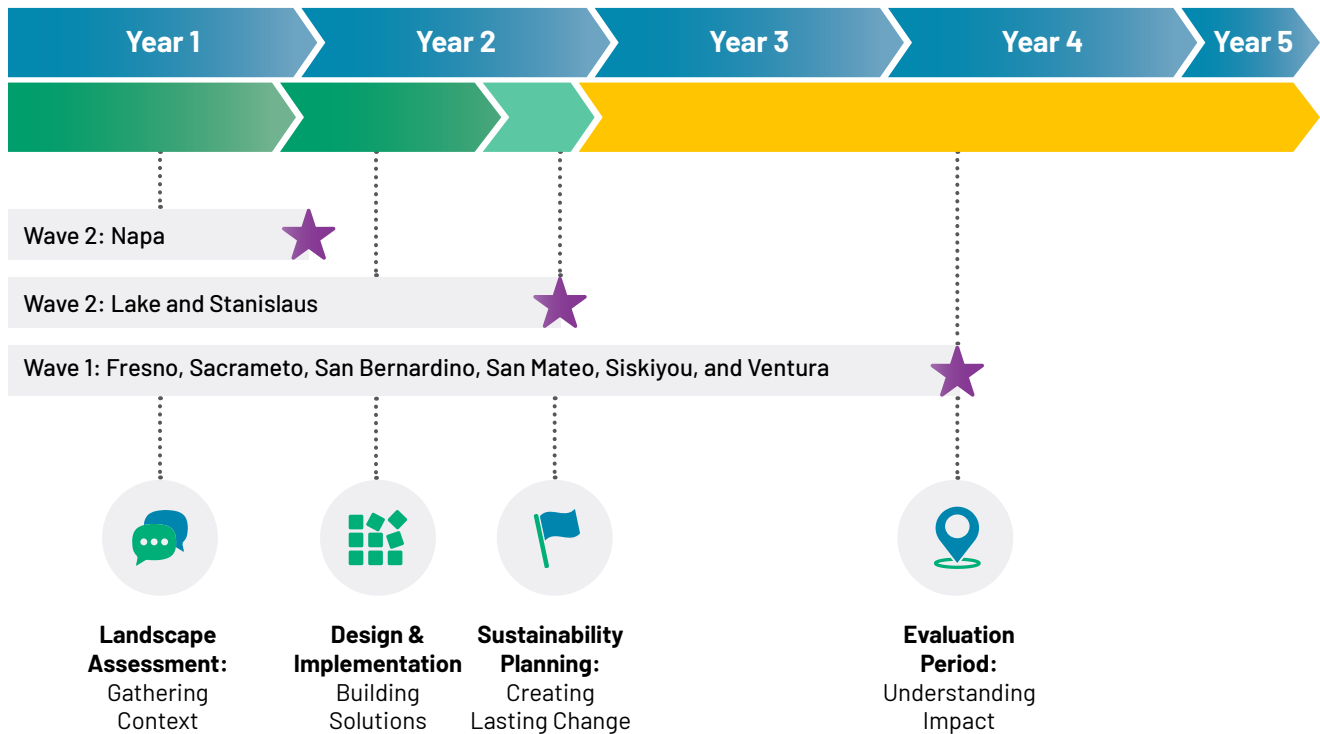 Year 1
Year 2
Year 3
Year 4
Year 5
Wave 2: Napa
Wave 2: Lake and Stanislaus
Wave 1: Fresno, Sacrameto, San Bernardino, San Mateo, Siskiyou, and Ventura
Landscape
Assessment:
Gathering
Context
Design &
Implementation
Building
Solutions
Sustainability
Planning:
Creating
Lasting Change
Evaluation
Period:
Understanding
Impact